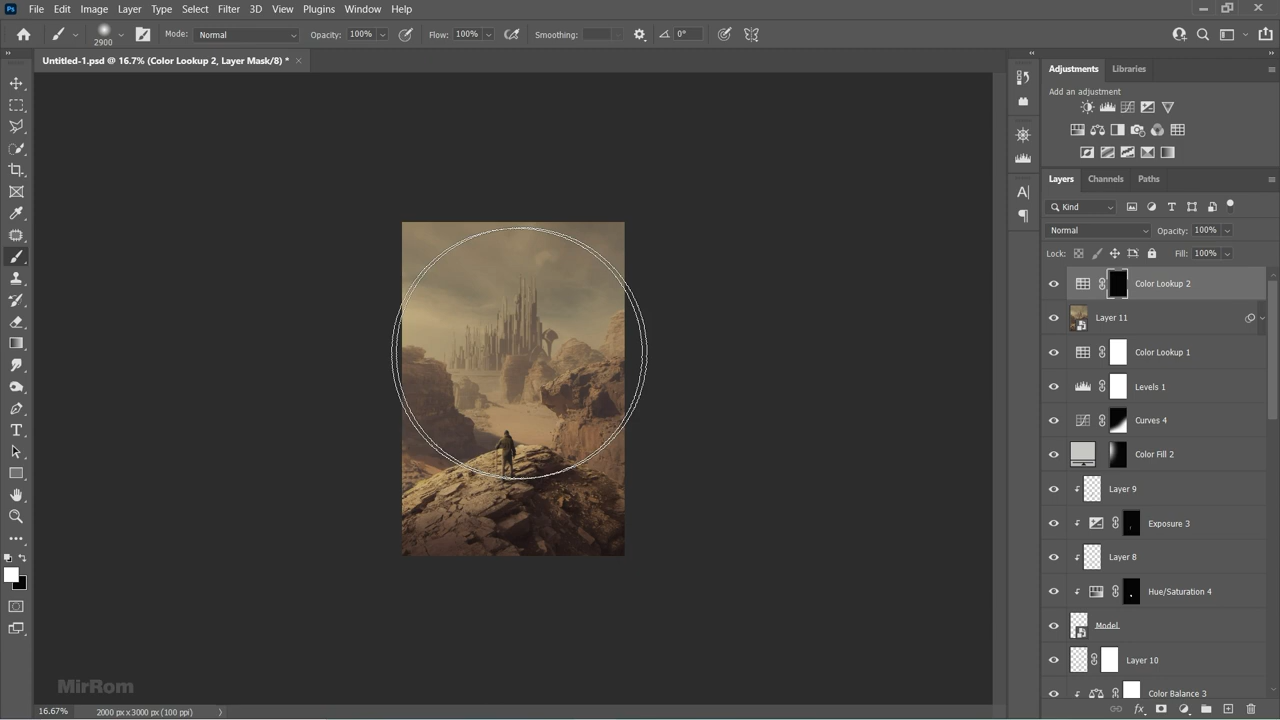 Ps File Edit Image Layer Type Select Filter 3D View Plugins Window Help
2900 Mode: Normal Opacity: 100% Flow: 100% Smoothing: 0°
Untitled-1.psd @ 16.7% (Color Lookup 2, Layer Mask/8) *
Adjustments Libraries
Add an adjustment
Layers Channels Paths
Kind
Normal Opacity: 100%
Lock: Fill: 100%
Color Lookup 2
Layer 11
Color Lookup 1
Levels 1
Curves 4
Color Fill 2
Layer 9
Exposure 3
Layer 8
Hue/Saturation 4
Model
Layer 10
Color Balance 3
MirRom
16.67% 2000 px x 3000 px (100 ppi)